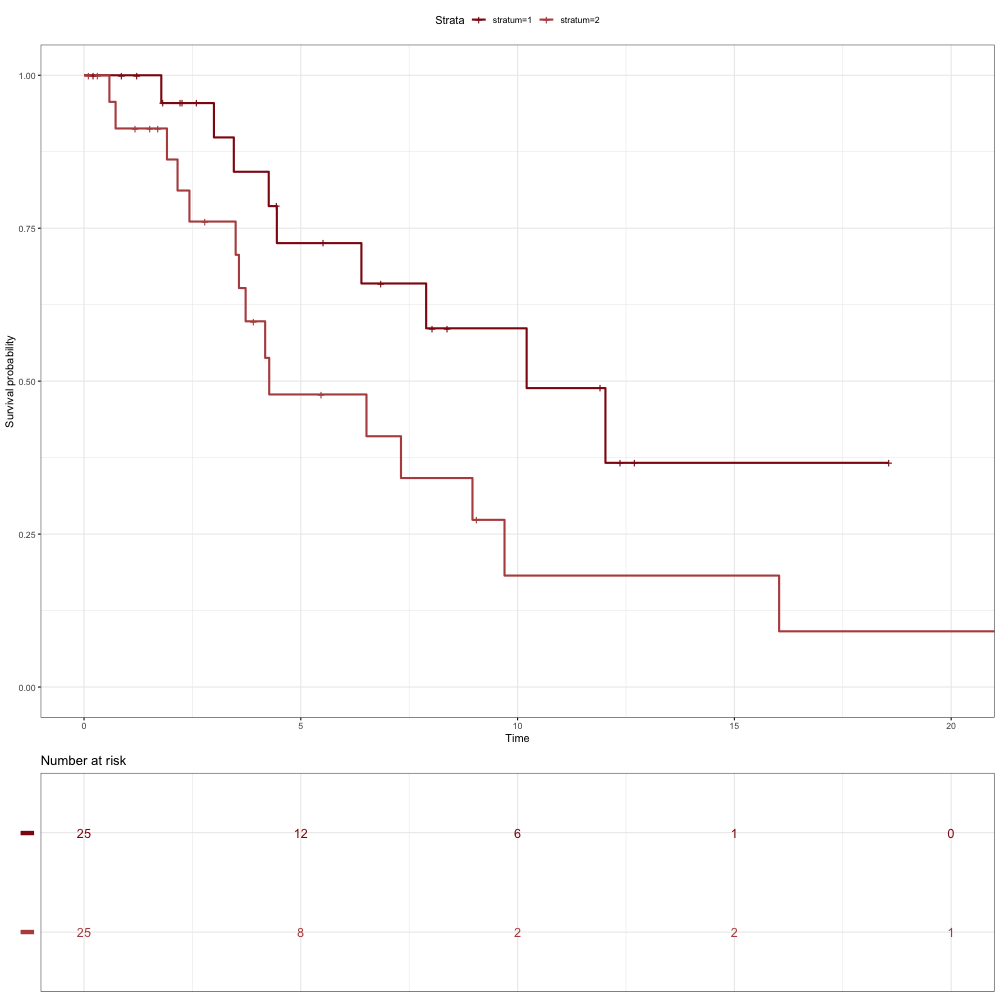 Strata stratum=1 stratum=2
1.00
0.75
0.50
0.25
0.00
Survival probability
0 5 10 15 20
Time
Number at risk
25 12 6 1 0
25 8 2 2 1